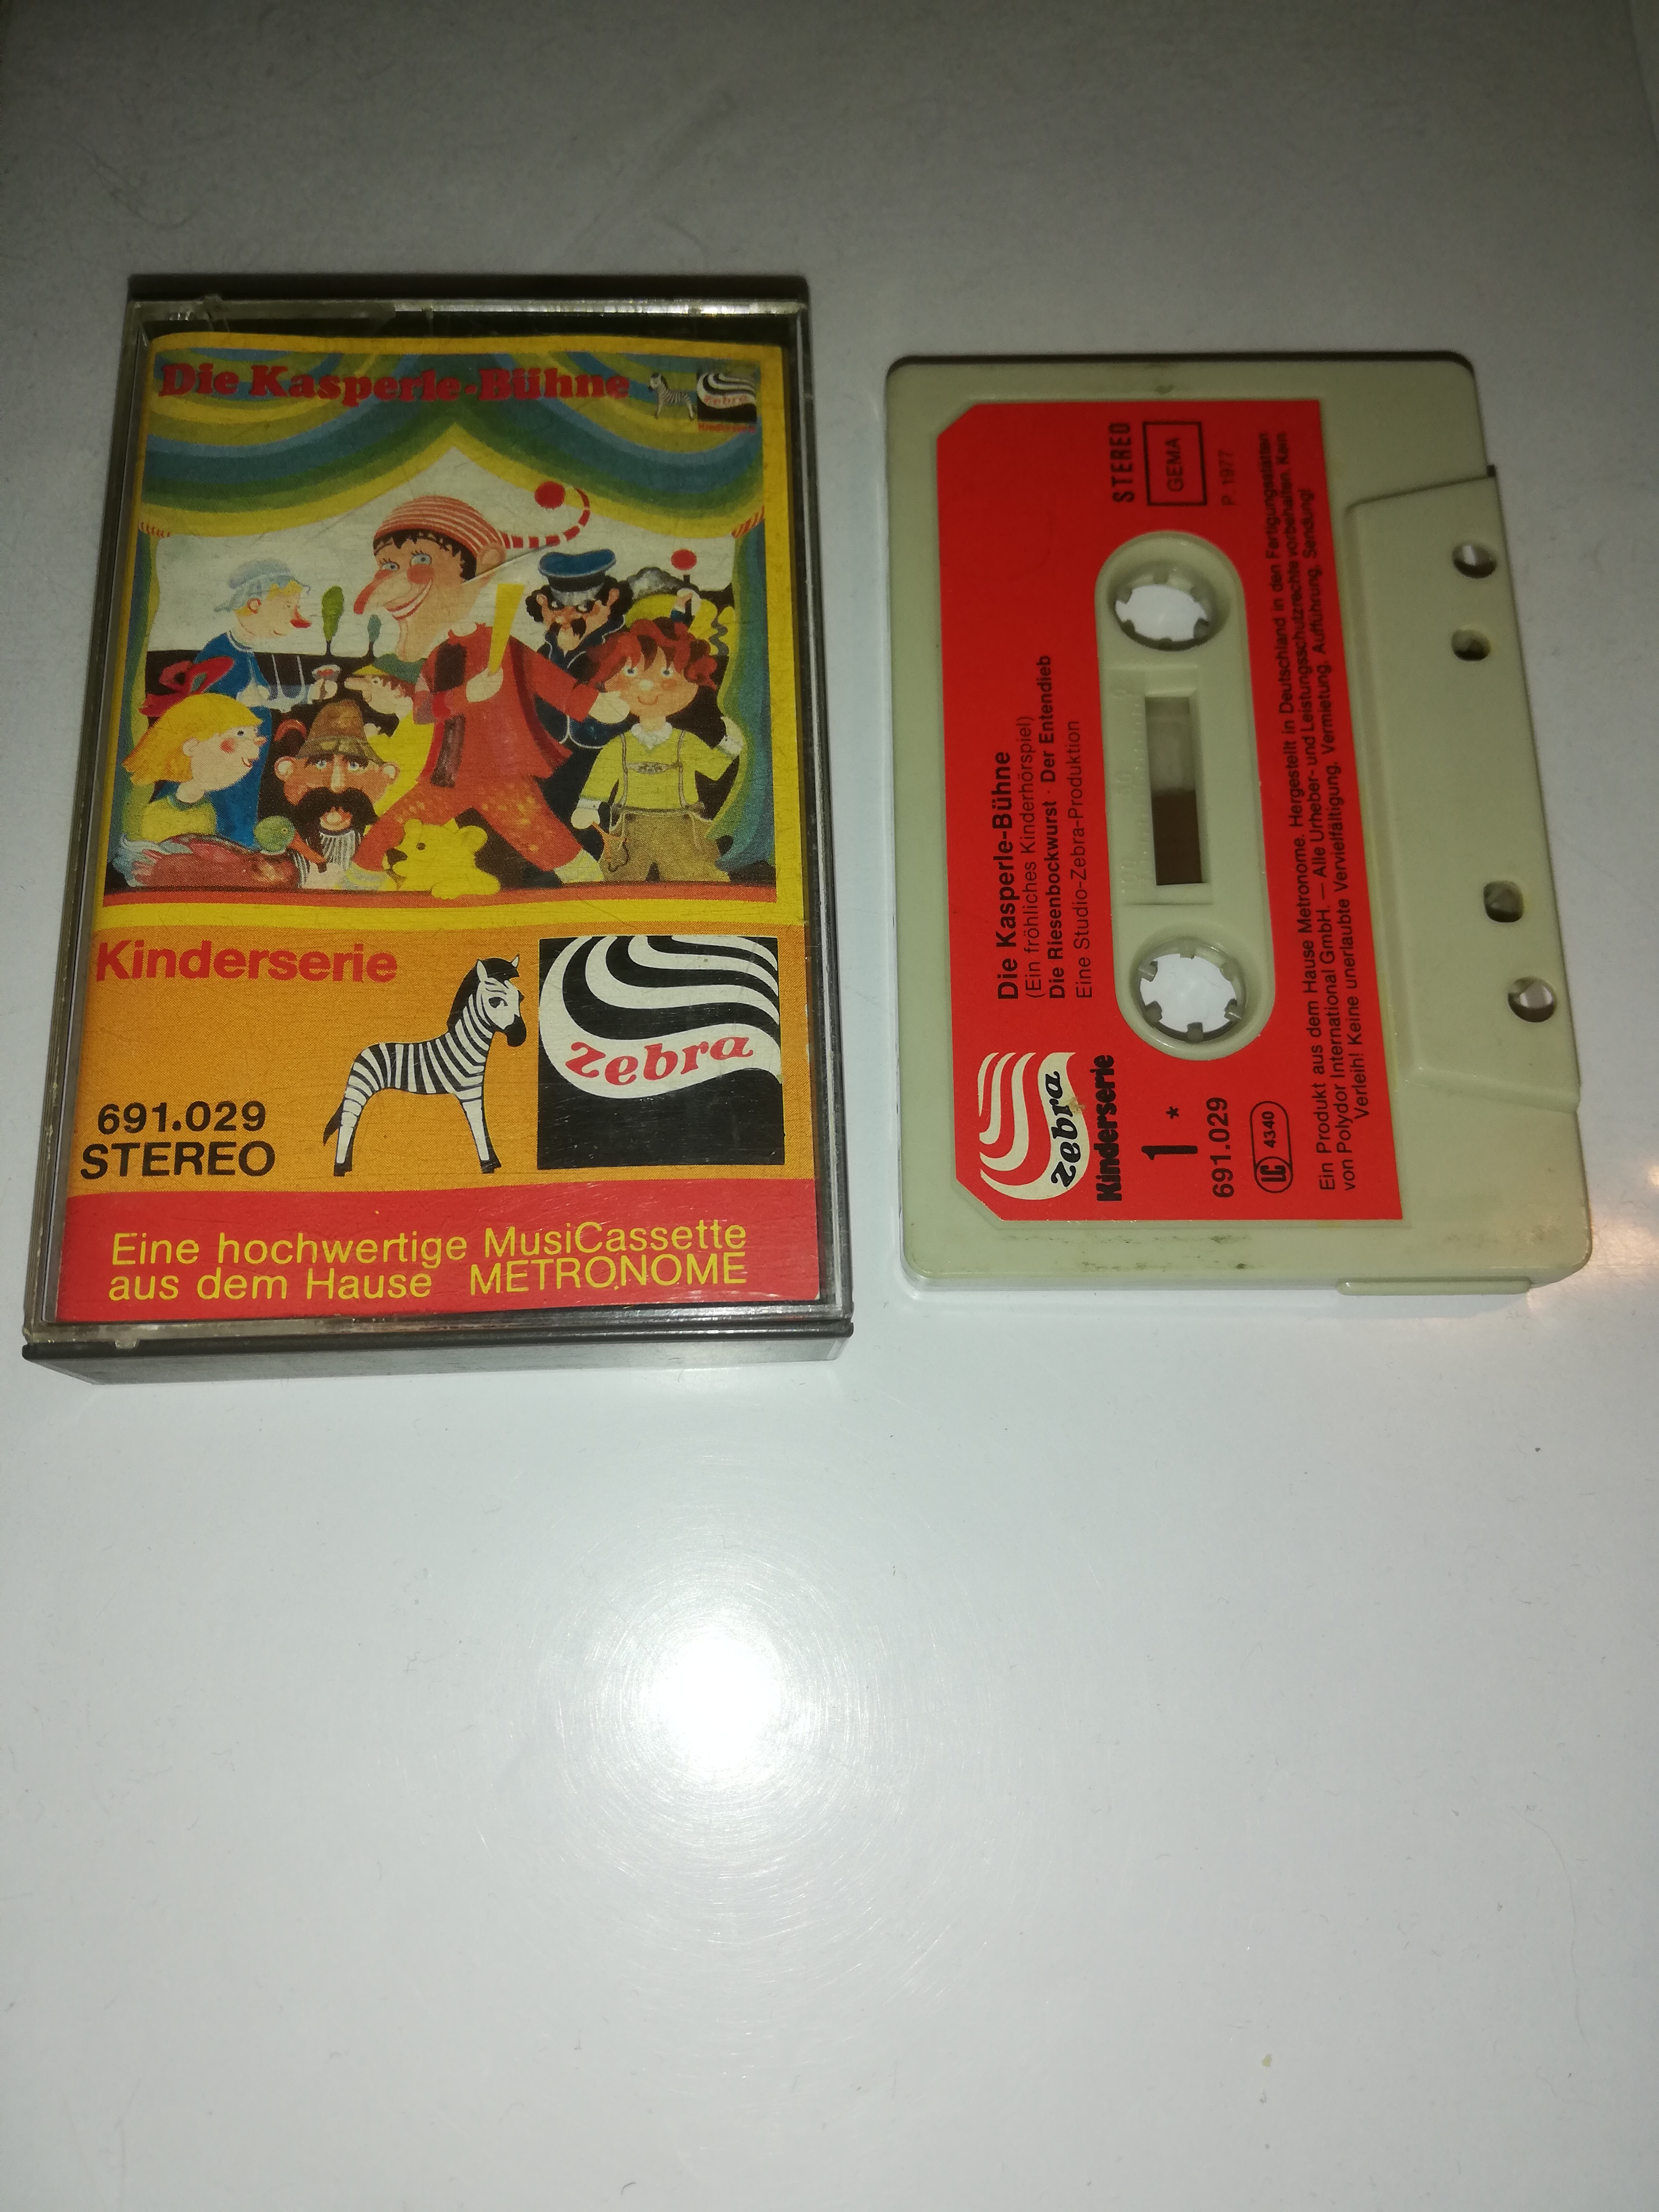 Die Kasperle-Bühne
Zebra
Kinderserie
Kinderserie
Zebra
691.029
STEREO
Eine hochwertige MusiCassette
aus dem Hause METRONOME
Zebra
Kinderserie
1 *
691.029
LC 4340
Die Kasperle-Bühne
(Ein fröhliches Kinderhörspiel)
Die Riesenbockwurst · Der Entendieb
Eine Studio-Zebra-Produktion
STEREO
GEMA
P 1977
Ein Produkt aus dem Hause Metronome. Hergestellt in Deutschland in den Fertigungsstätten
von Polydor International GmbH. — Alle Urheber- und Leistungsschutzrechte vorbehalten. Kein
Verleih! Keine unerlaubte Vervielfältigung, Vermietung, Aufführung, Sendung!